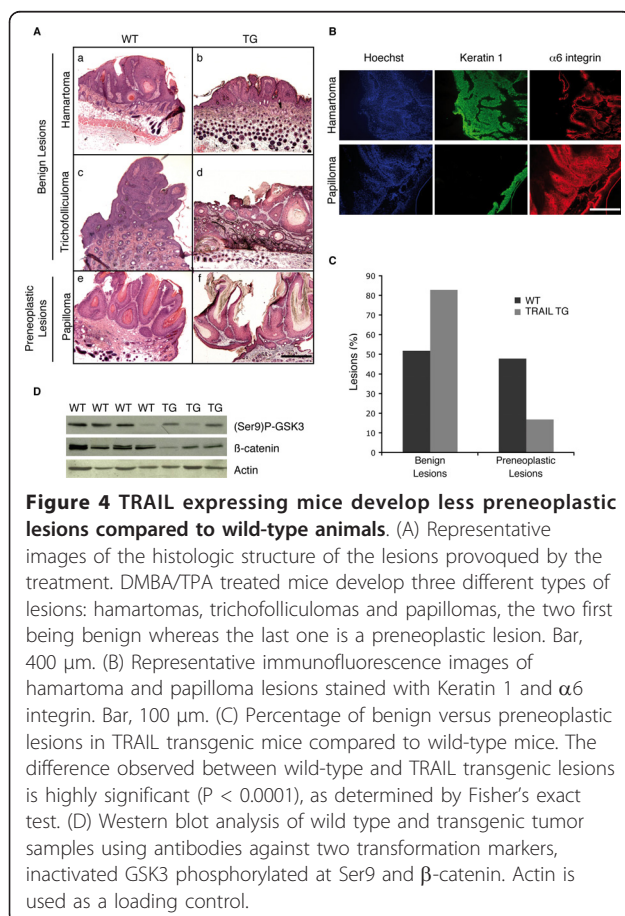 A
WT
TG
Benign Lesions
Preneoplastic Lesions
Hamartoma
Trichofolliculoma
Papilloma
a
b
c
d
e
f
B
Hoechst
Keratin 1
α6 integrin
Hamartoma
Papilloma
C
Lesions (%)
90
80
70
60
50
40
30
20
10
0
WT
TRAIL TG
Benign Lesions
Preneoplastic Lesions
D
WT WT WT WT TG TG TG
(Ser9)P-GSK3
ß-catenin
Actin
Figure 4 TRAIL expressing mice develop less preneoplastic
lesions compared to wild-type animals. (A) Representative
images of the histologic structure of the lesions provoqued by the
treatment. DMBA/TPA treated mice develop three different types of
lesions: hamartomas, trichofolliculomas and papillomas, the two first
being benign whereas the last one is a preneoplastic lesion. Bar,
400 μm. (B) Representative immunofluorescence images of
hamartoma and papilloma lesions stained with Keratin 1 and α6
integrin. Bar, 100 μm. (C) Percentage of benign versus preneoplastic
lesions in TRAIL transgenic mice compared to wild-type mice. The
difference observed between wild-type and TRAIL transgenic lesions
is highly significant (P < 0.0001), as determined by Fisher's exact
test. (D) Western blot analysis of wild type and transgenic tumor
samples using antibodies against two transformation markers,
inactivated GSK3 phosphorylated at Ser9 and β-catenin. Actin is
used as a loading control.